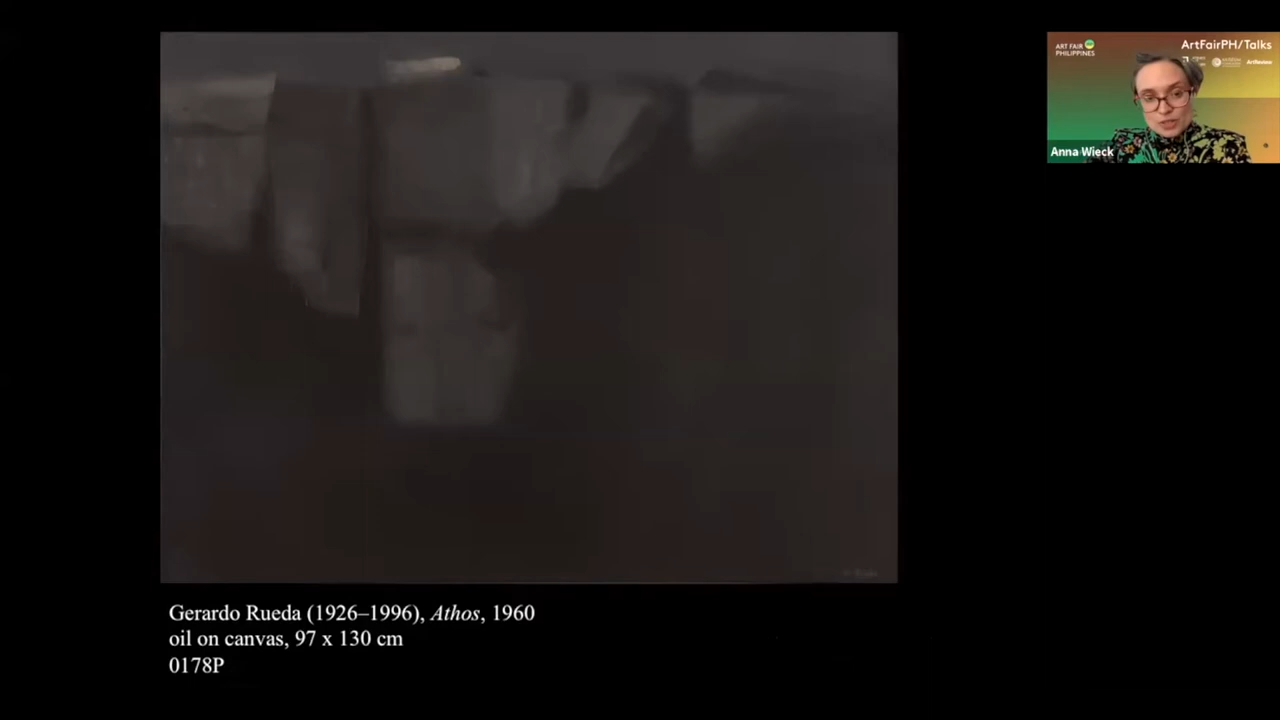 ART FAIR
PHILIPPINES
ArtFairPH/Talks
ArtReview
Anna Wieck
Gerardo Rueda (1926–1996), Athos, 1960
oil on canvas, 97 x 130 cm
0178P